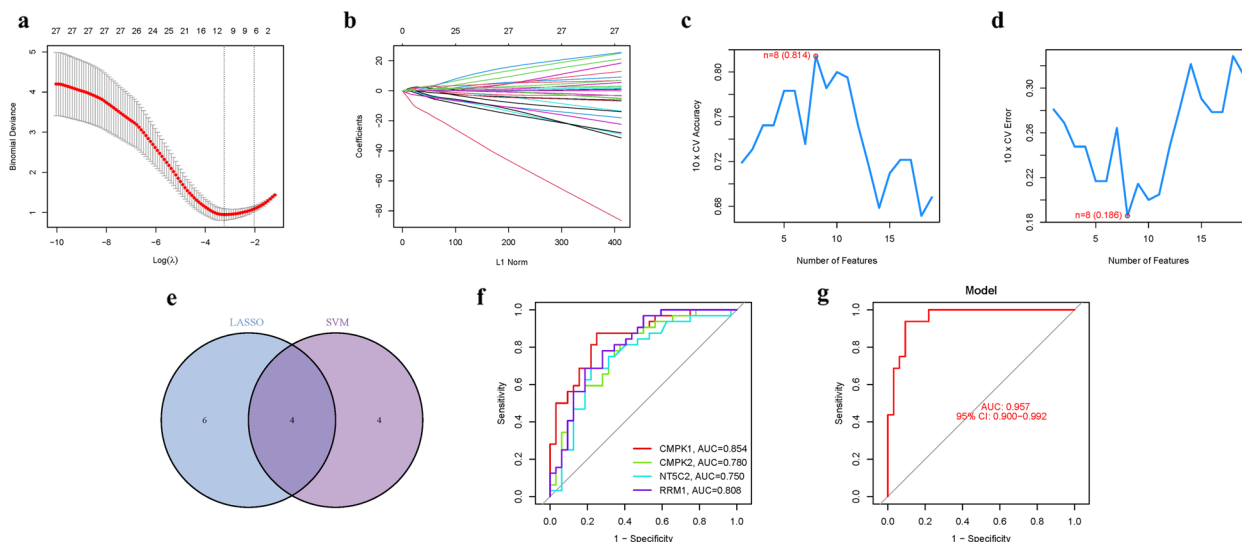 a
27 27 27 27 27 26 24 25 21 16 12 9 9 6 2
Binomial Deviance
5
4
3
2
1
-10 -8 -6 -4 -2
Log(λ)
b
0 25 27 27 27
Coefficients
20
0
-20
-40
-60
-80
0 100 200 300 400
L1 Norm
c
n=8 (0.814)
10 x CV Accuracy
0.80
0.76
0.72
0.68
5 10 15
Number of Features
d
10 x CV Error
0.30
0.26
0.22
0.18
n=8 (0.186)
5 10 15
Number of Features
e
LASSO SVM
6 4 4
f
Sensitivity
1.0
0.8
0.6
0.4
0.2
0.0
CMPK1, AUC=0.854
CMPK2, AUC=0.780
NT5C2, AUC=0.750
RRM1, AUC=0.808
0.0 0.2 0.4 0.6 0.8 1.0
1 − Specificity
g
Model
Sensitivity
1.0
0.8
0.6
0.4
0.2
0.0
AUC: 0.957
95% CI: 0.900−0.992
0.0 0.2 0.4 0.6 0.8 1.0
1 − Specificity